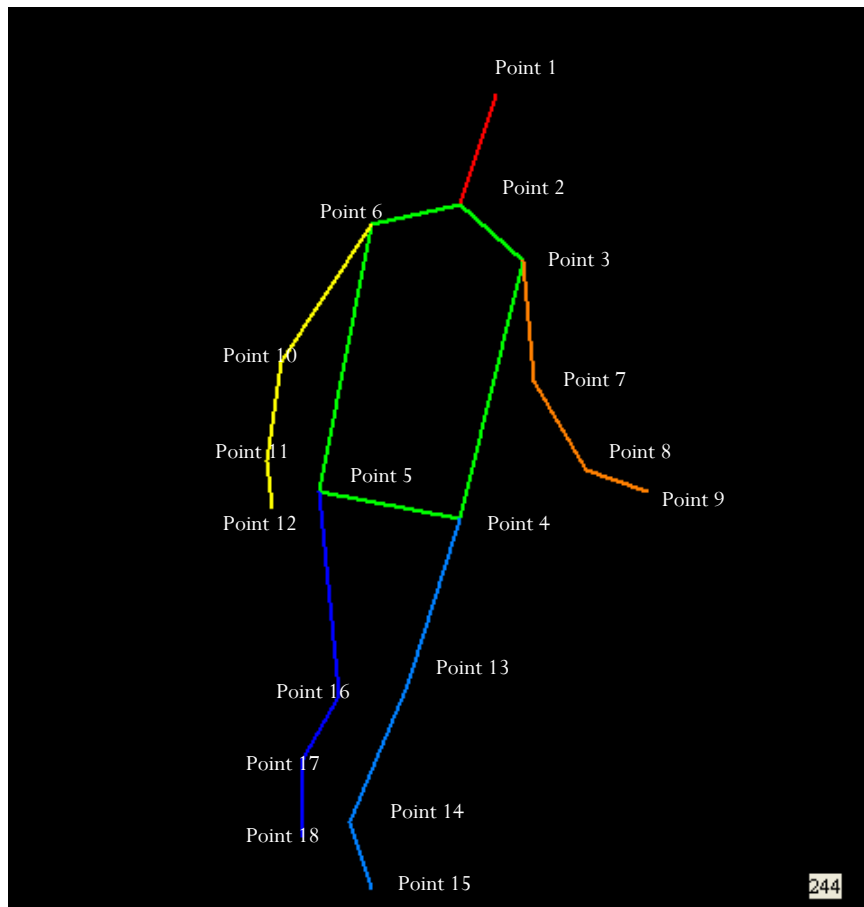 Point 1
Point 2
Point 6
Point 3
Point 10
Point 7
Point 11
Point 8
Point 5
Point 9
Point 12
Point 4
Point 13
Point 16
Point 17
Point 14
Point 18
Point 15
244